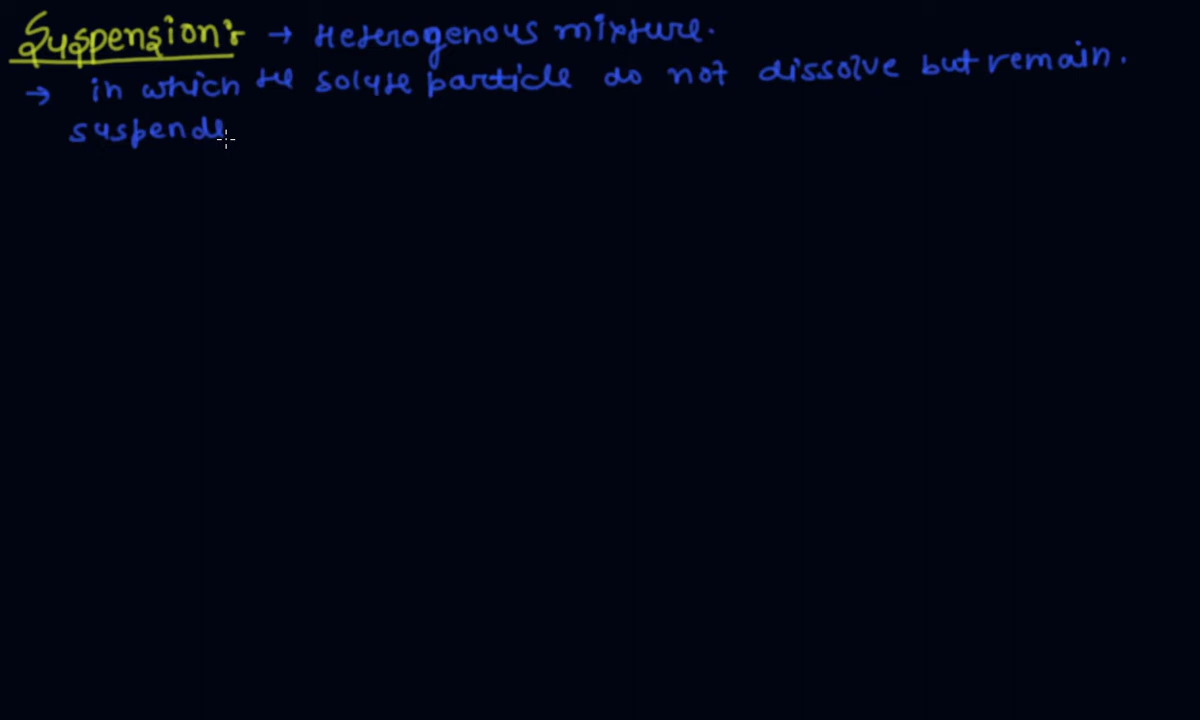 Suspension:- → Heterogenous mixture.
→ in which the solute particle do not dissolve but remain.
suspende